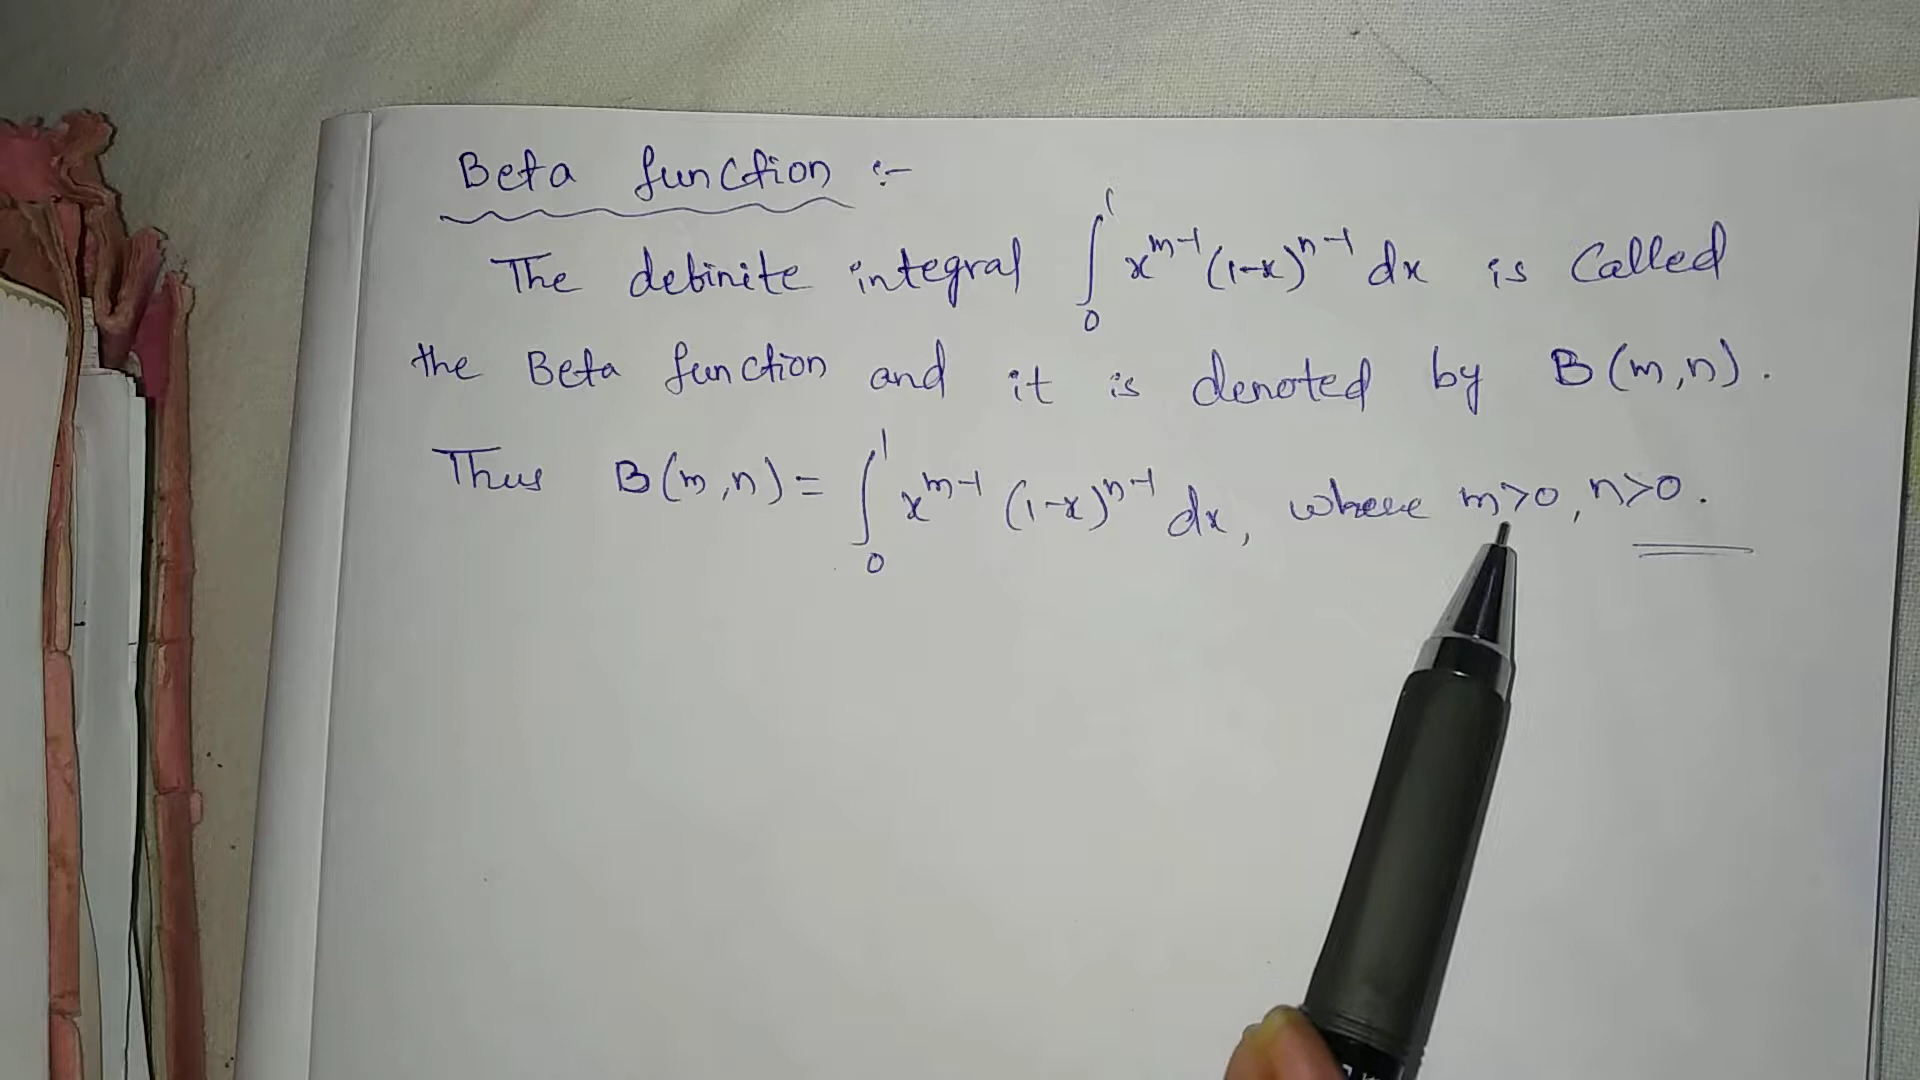 Beta function :-
The definite integral ∫₀¹ x^{m-1} (1-x)^{n-1} dx is Called
the Beta function and it is denoted by B(m,n).
Thus B(m,n) = ∫₀¹ x^{m-1} (1-x)^{n-1} dx, where m>0, n>0.